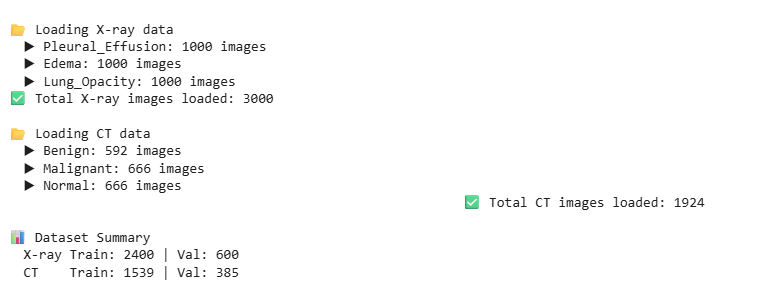 📂 Loading X-ray data
▶ Pleural_Effusion: 1000 images
▶ Edema: 1000 images
▶ Lung_Opacity: 1000 images
✅ Total X-ray images loaded: 3000
📂 Loading CT data
▶ Benign: 592 images
▶ Malignant: 666 images
▶ Normal: 666 images
✅ Total CT images loaded: 1924
📊 Dataset Summary
X-ray Train: 2400 | Val: 600
CT    Train: 1539 | Val: 385